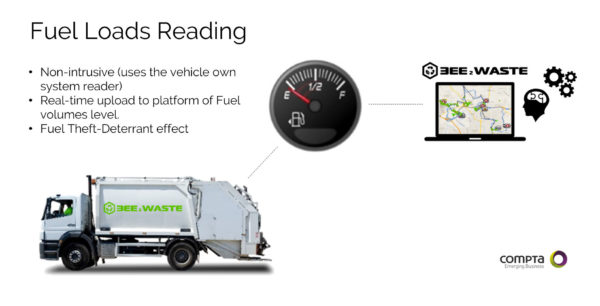 Fuel Loads Reading
• Non-intrusive (uses the vehicle own
system reader)
• Real-time upload to platform of Fuel
volumes level.
• Fuel Theft-Deterrant effect
E 1/2 F
BEE2WASTE
BEE2WASTE
compta
Emerging Business